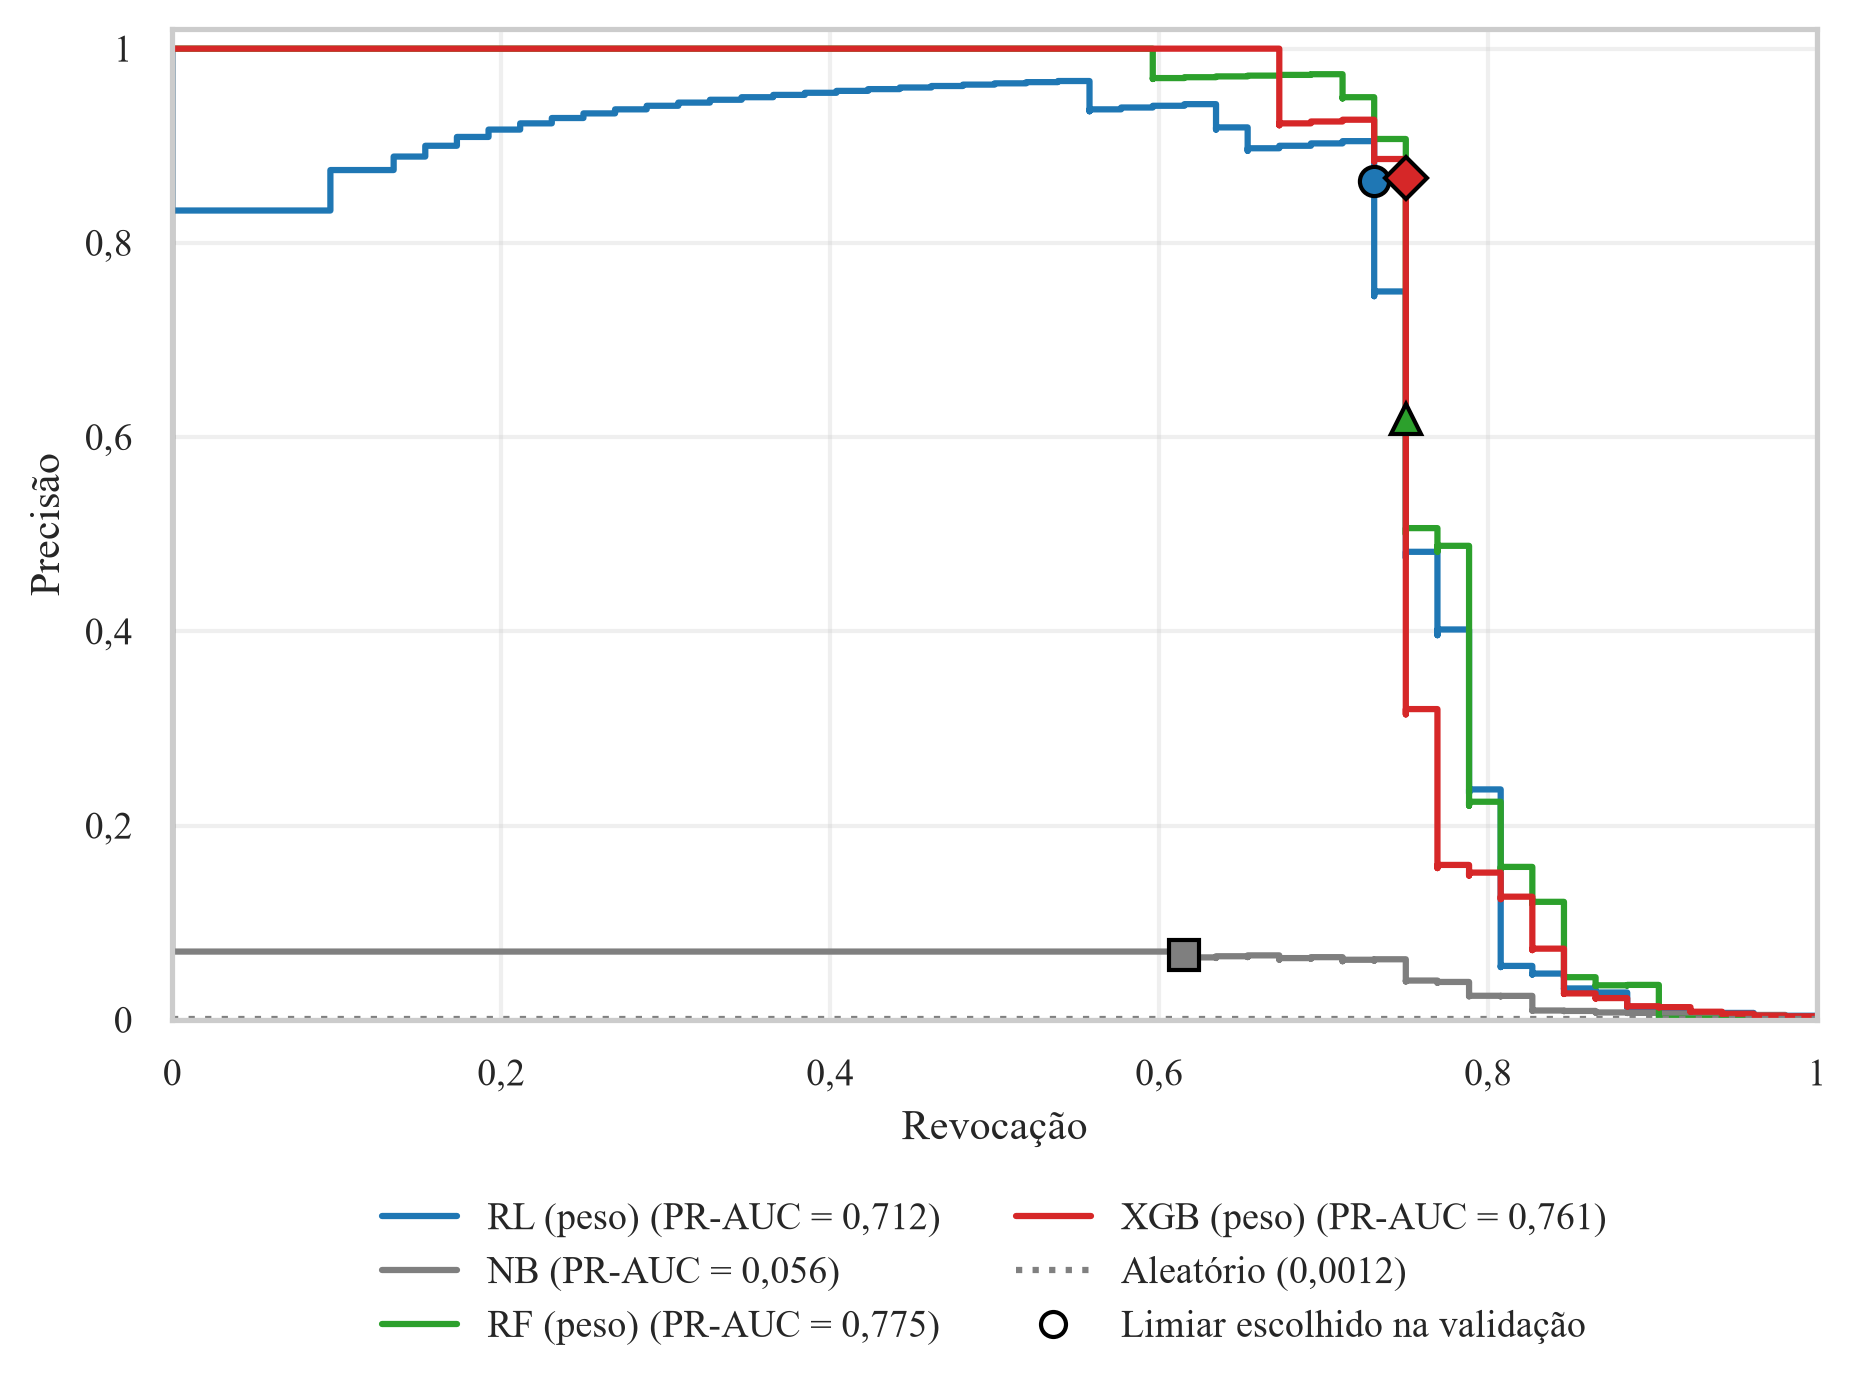 Precisão
1
0,8
0,6
0,4
0,2
0
0 0,2 0,4 0,6 0,8 1
Revocação
RL (peso) (PR-AUC = 0,712)
NB (PR-AUC = 0,056)
RF (peso) (PR-AUC = 0,775)
XGB (peso) (PR-AUC = 0,761)
Aleatório (0,0012)
Limiar escolhido na validação